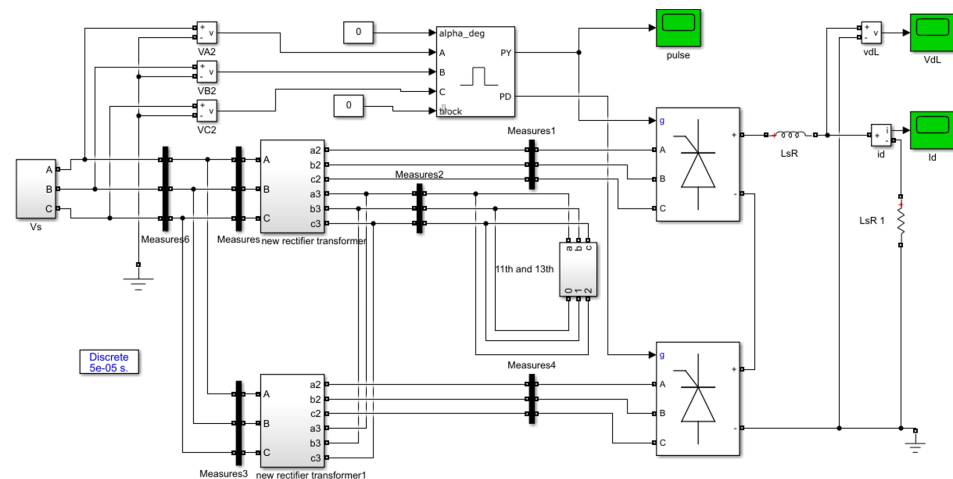 VA2
VB2
VC2
0
0
alpha_deg
A
B
C
block
PY
PD
pulse
vdL
VdL
id
Id
LsR
LsR 1
g
A
B
C
+
-
Measures1
Measures2
Vs
A
B
C
Measures6
Measures
new rectifier transformer
A
B
C
a2
b2
c2
a3
b3
c3
11th and 13th
a b c
0 1 2
Discrete
5e-05 s.
Measures4
g
A
B
C
+
-
Measures3
new rectifier transformer1
A
B
C
a2
b2
c2
a3
b3
c3
+
-
v
+
-
v
+
-
v
+
-
v
+
-
i
+
+